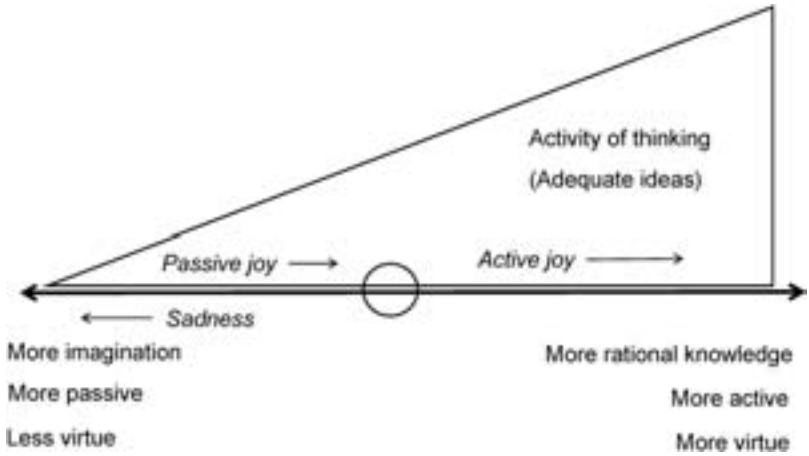 Activity of thinking
(Adequate ideas)
Passive joy
Active joy
Sadness
More imagination
More rational knowledge
More passive
More active
Less virtue
More virtue